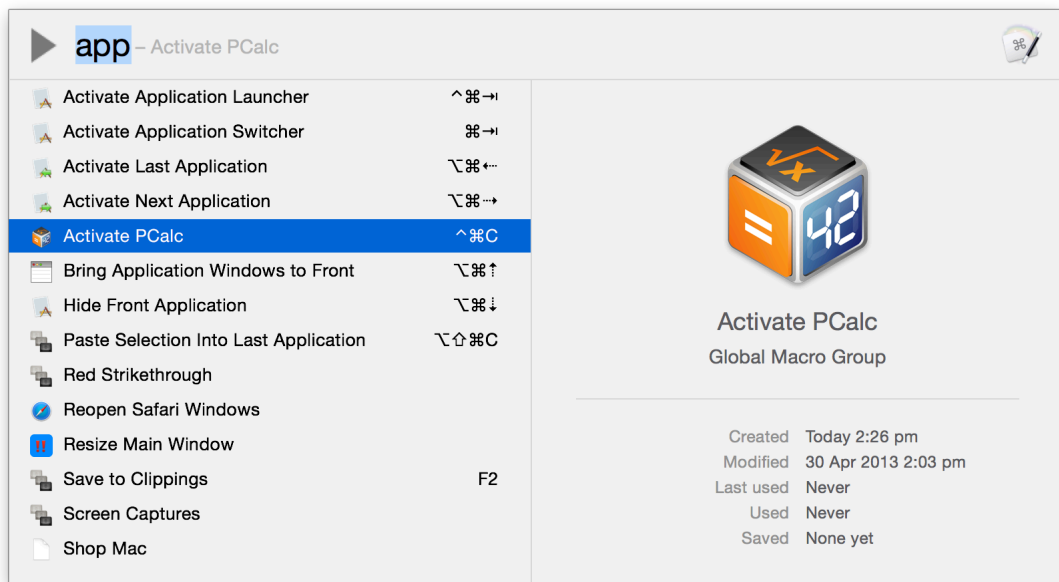 app – Activate PCalc
Activate Application Launcher ⌃⌘⇥
Activate Application Switcher ⌘⇥
Activate Last Application ⌥⌘⇠
Activate Next Application ⌥⌘⇢
Activate PCalc ⌃⌘C
Bring Application Windows to Front ⌥⌘⇡
Hide Front Application ⌥⌘⇣
Paste Selection Into Last Application ⌥⇧⌘C
Red Strikethrough
Reopen Safari Windows
Resize Main Window
Save to Clippings F2
Screen Captures
Shop Mac
√x
= 42
Activate PCalc
Global Macro Group
Created Today 2:26 pm
Modified 30 Apr 2013 2:03 pm
Last used Never
Used Never
Saved None yet